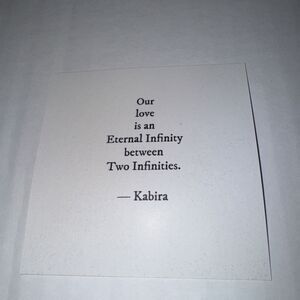 Our
love
is an
Eternal Infinity
between
Two Infinities.
— Kabira